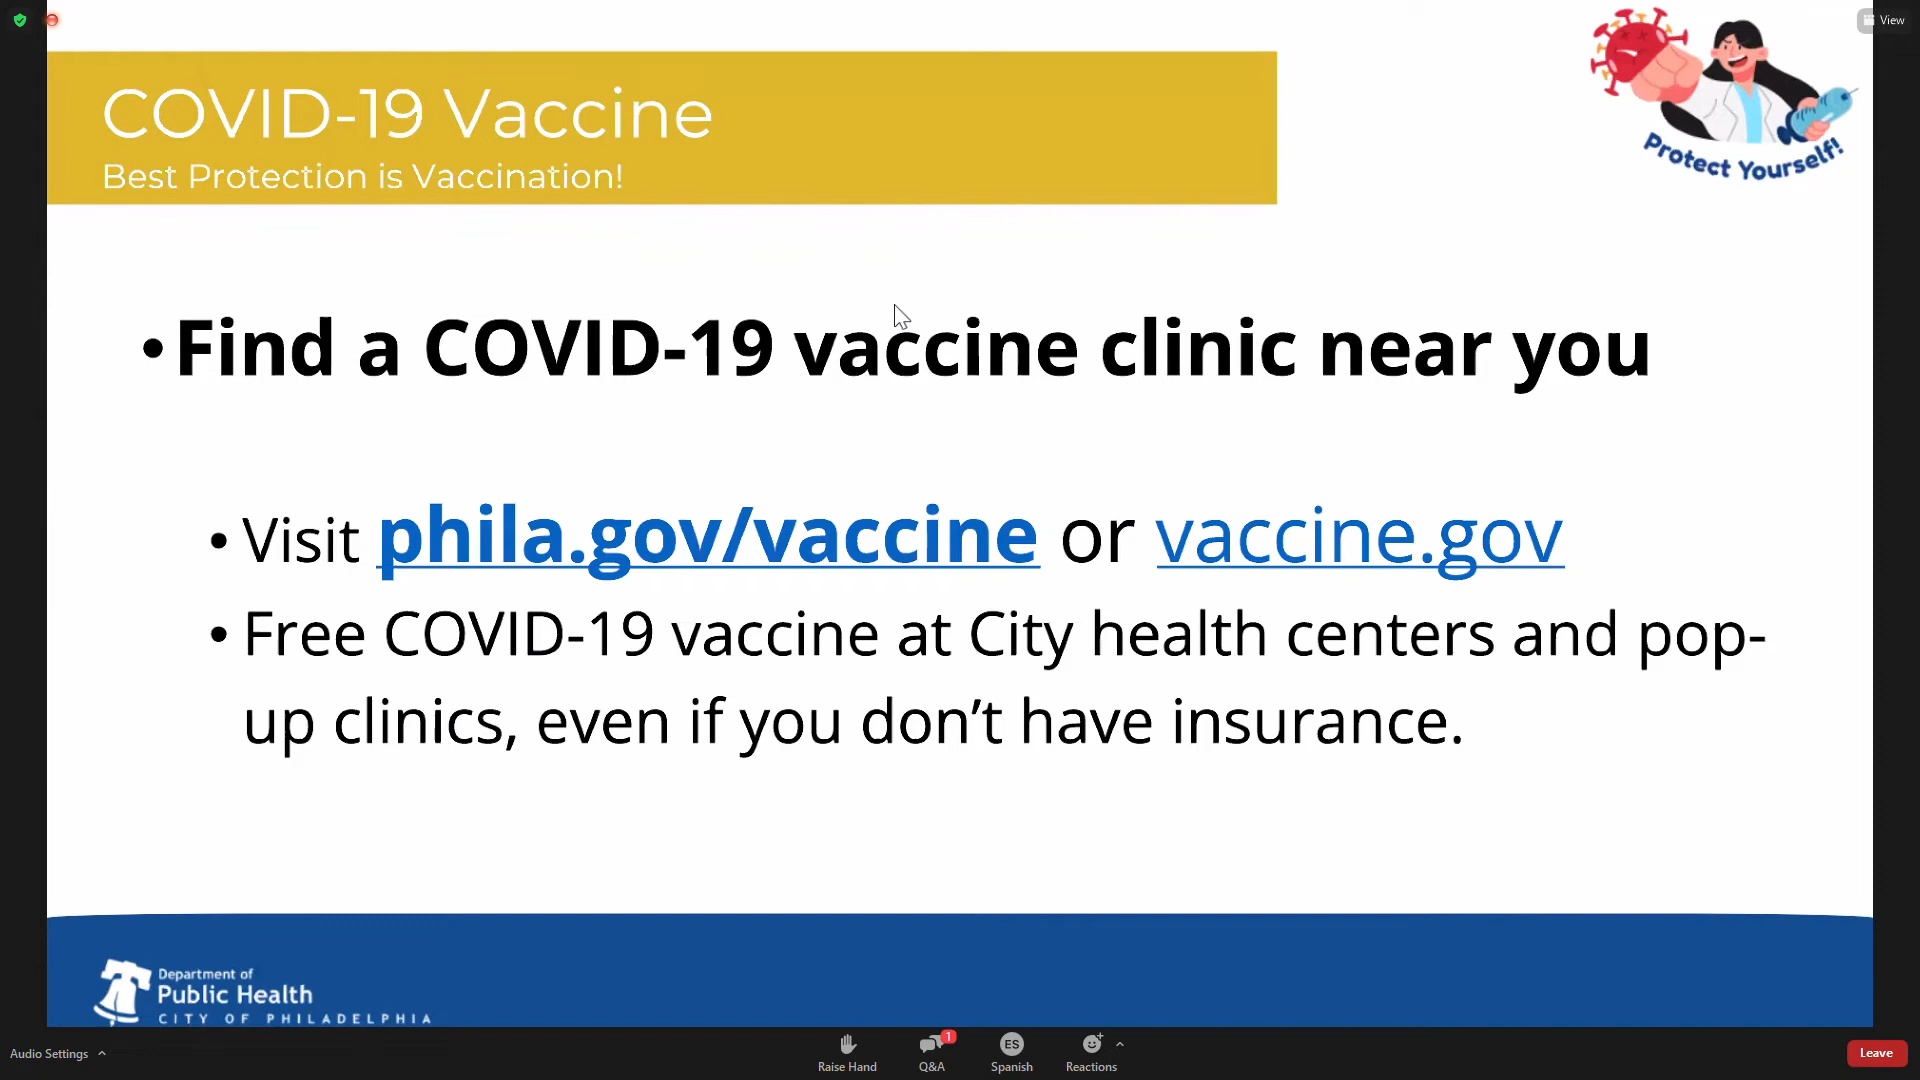 View
COVID-19 Vaccine
Best Protection is Vaccination!
Protect Yourself!
•Find a COVID-19 vaccine clinic near you
• Visit phila.gov/vaccine or vaccine.gov
• Free COVID-19 vaccine at City health centers and pop-
up clinics, even if you don’t have insurance.
Department of
Public Health
CITY OF PHILADELPHIA
Audio Settings
Raise Hand
1
Q&A
ES
Spanish
Reactions
Leave